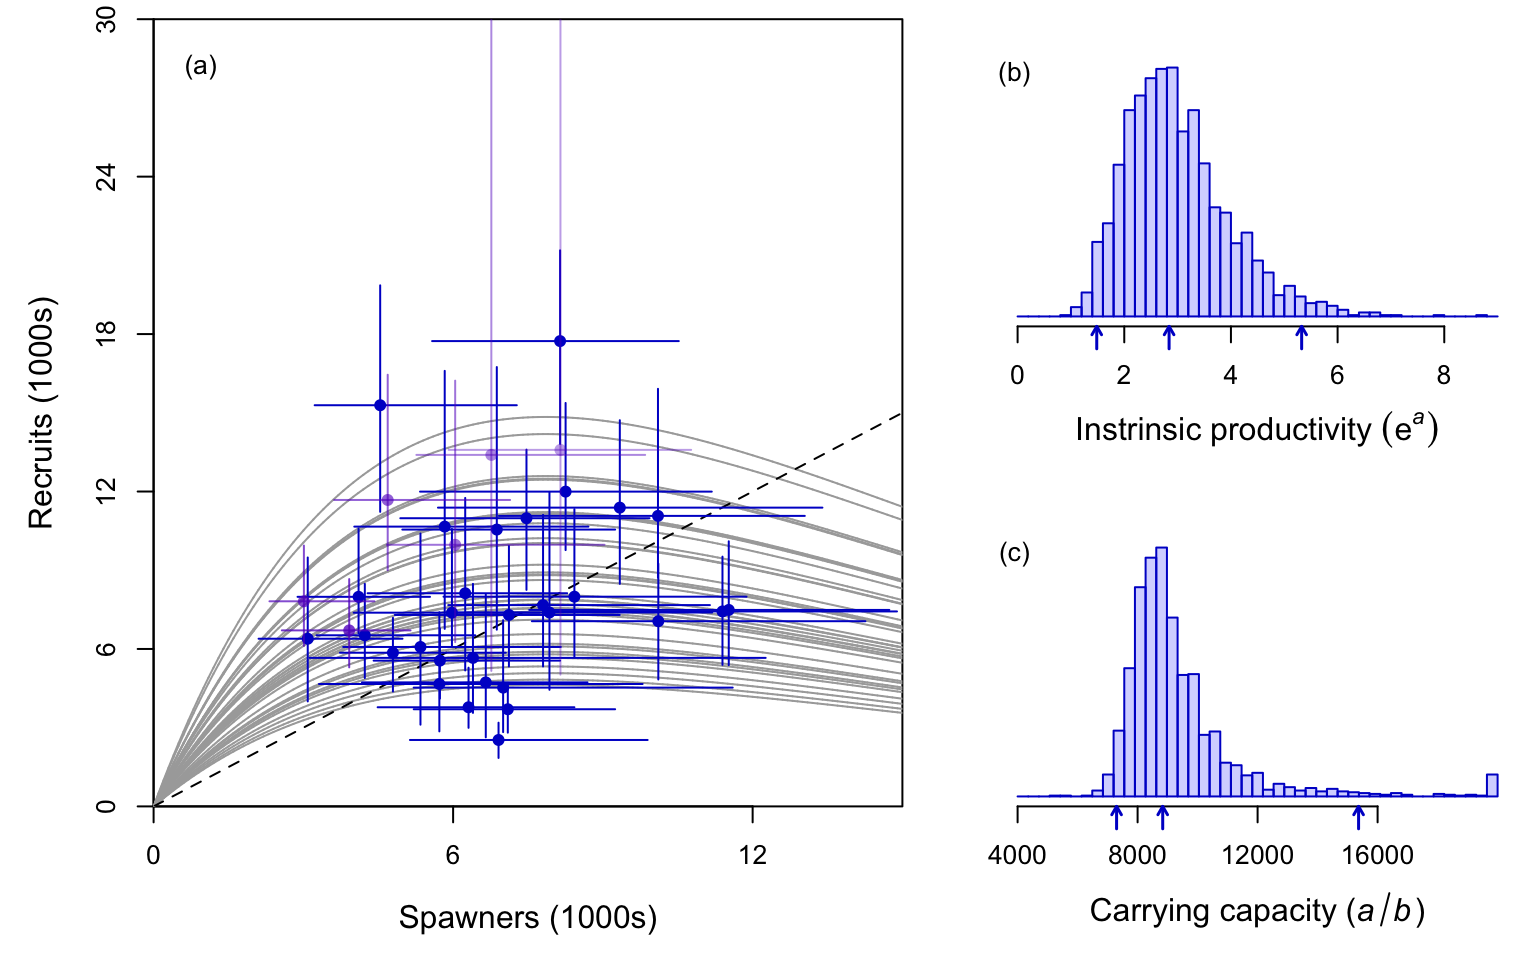 (a)
30
24
18
12
6
0
Recruits (1000s)
0 6 12
Spawners (1000s)
(b)
0 2 4 6 8
Instrinsic productivity (eᵃ)
(c)
4000 8000 12000 16000
Carrying capacity (a/b)